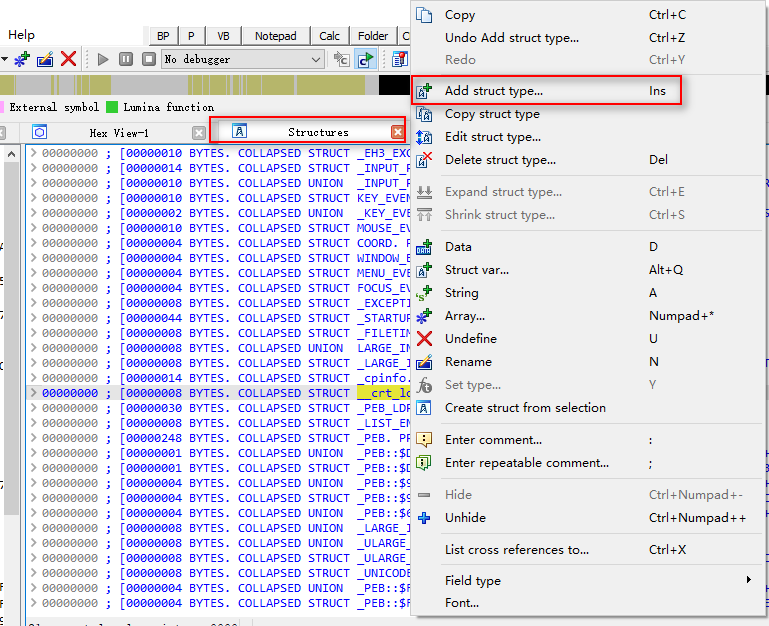 Help
BP P VB Notepad Calc Folder
No debugger
External symbol Lumina function
Hex View-1 Structures
00000000 ; [00000010 BYTES. COLLAPSED STRUCT _EH3_EXC
00000000 ; [00000014 BYTES. COLLAPSED STRUCT _INPUT_R
00000000 ; [00000010 BYTES. COLLAPSED UNION _INPUT_R
00000000 ; [00000010 BYTES. COLLAPSED STRUCT KEY_EVEN
00000000 ; [00000002 BYTES. COLLAPSED UNION _KEY_EVE
00000000 ; [00000010 BYTES. COLLAPSED STRUCT MOUSE_EV
00000000 ; [00000004 BYTES. COLLAPSED STRUCT COORD. P
00000000 ; [00000004 BYTES. COLLAPSED STRUCT WINDOW_B
00000000 ; [00000004 BYTES. COLLAPSED STRUCT MENU_EVE
00000000 ; [00000004 BYTES. COLLAPSED STRUCT FOCUS_EV
00000000 ; [00000008 BYTES. COLLAPSED STRUCT _EXCEPTI
00000000 ; [00000044 BYTES. COLLAPSED STRUCT _STARTUP
00000000 ; [00000008 BYTES. COLLAPSED STRUCT _FILETIM
00000000 ; [00000008 BYTES. COLLAPSED UNION LARGE_IN
00000000 ; [00000008 BYTES. COLLAPSED STRUCT _LARGE_I
00000000 ; [00000014 BYTES. COLLAPSED STRUCT _cpinfo.
00000000 ; [00000008 BYTES. COLLAPSED STRUCT __crt_lo
00000000 ; [00000030 BYTES. COLLAPSED STRUCT _PEB_LDR
00000000 ; [00000008 BYTES. COLLAPSED STRUCT _LIST_EN
00000000 ; [00000248 BYTES. COLLAPSED STRUCT _PEB. PR
00000000 ; [00000001 BYTES. COLLAPSED UNION _PEB::$D
00000000 ; [00000001 BYTES. COLLAPSED STRUCT _PEB::$D
00000000 ; [00000004 BYTES. COLLAPSED UNION _PEB::$9
00000000 ; [00000004 BYTES. COLLAPSED STRUCT _PEB::$9
00000000 ; [00000004 BYTES. COLLAPSED UNION _PEB::$6
00000000 ; [00000008 BYTES. COLLAPSED UNION _LARGE_I
00000000 ; [00000008 BYTES. COLLAPSED UNION _ULARGE_
00000000 ; [00000008 BYTES. COLLAPSED STRUCT _ULARGE_
00000000 ; [00000008 BYTES. COLLAPSED STRUCT _UNICODE
00000000 ; [00000004 BYTES. COLLAPSED UNION _PEB::$F
00000000 ; [00000004 BYTES. COLLAPSED STRUCT _PEB::$F
Copy Ctrl+C
Undo Add struct type... Ctrl+Z
Redo Ctrl+Y
Add struct type... Ins
Copy struct type
Edit struct type...
Delete struct type... Del
Expand struct type... Ctrl+E
Shrink struct type... Ctrl+S
Data D
Struct var... Alt+Q
String A
Array... Numpad+*
Undefine U
Rename N
Set type... Y
Create struct from selection
Enter comment... :
Enter repeatable comment... ;
Hide Ctrl+Numpad+-
Unhide Ctrl+Numpad++
List cross references to... Ctrl+X
Field type
Font...